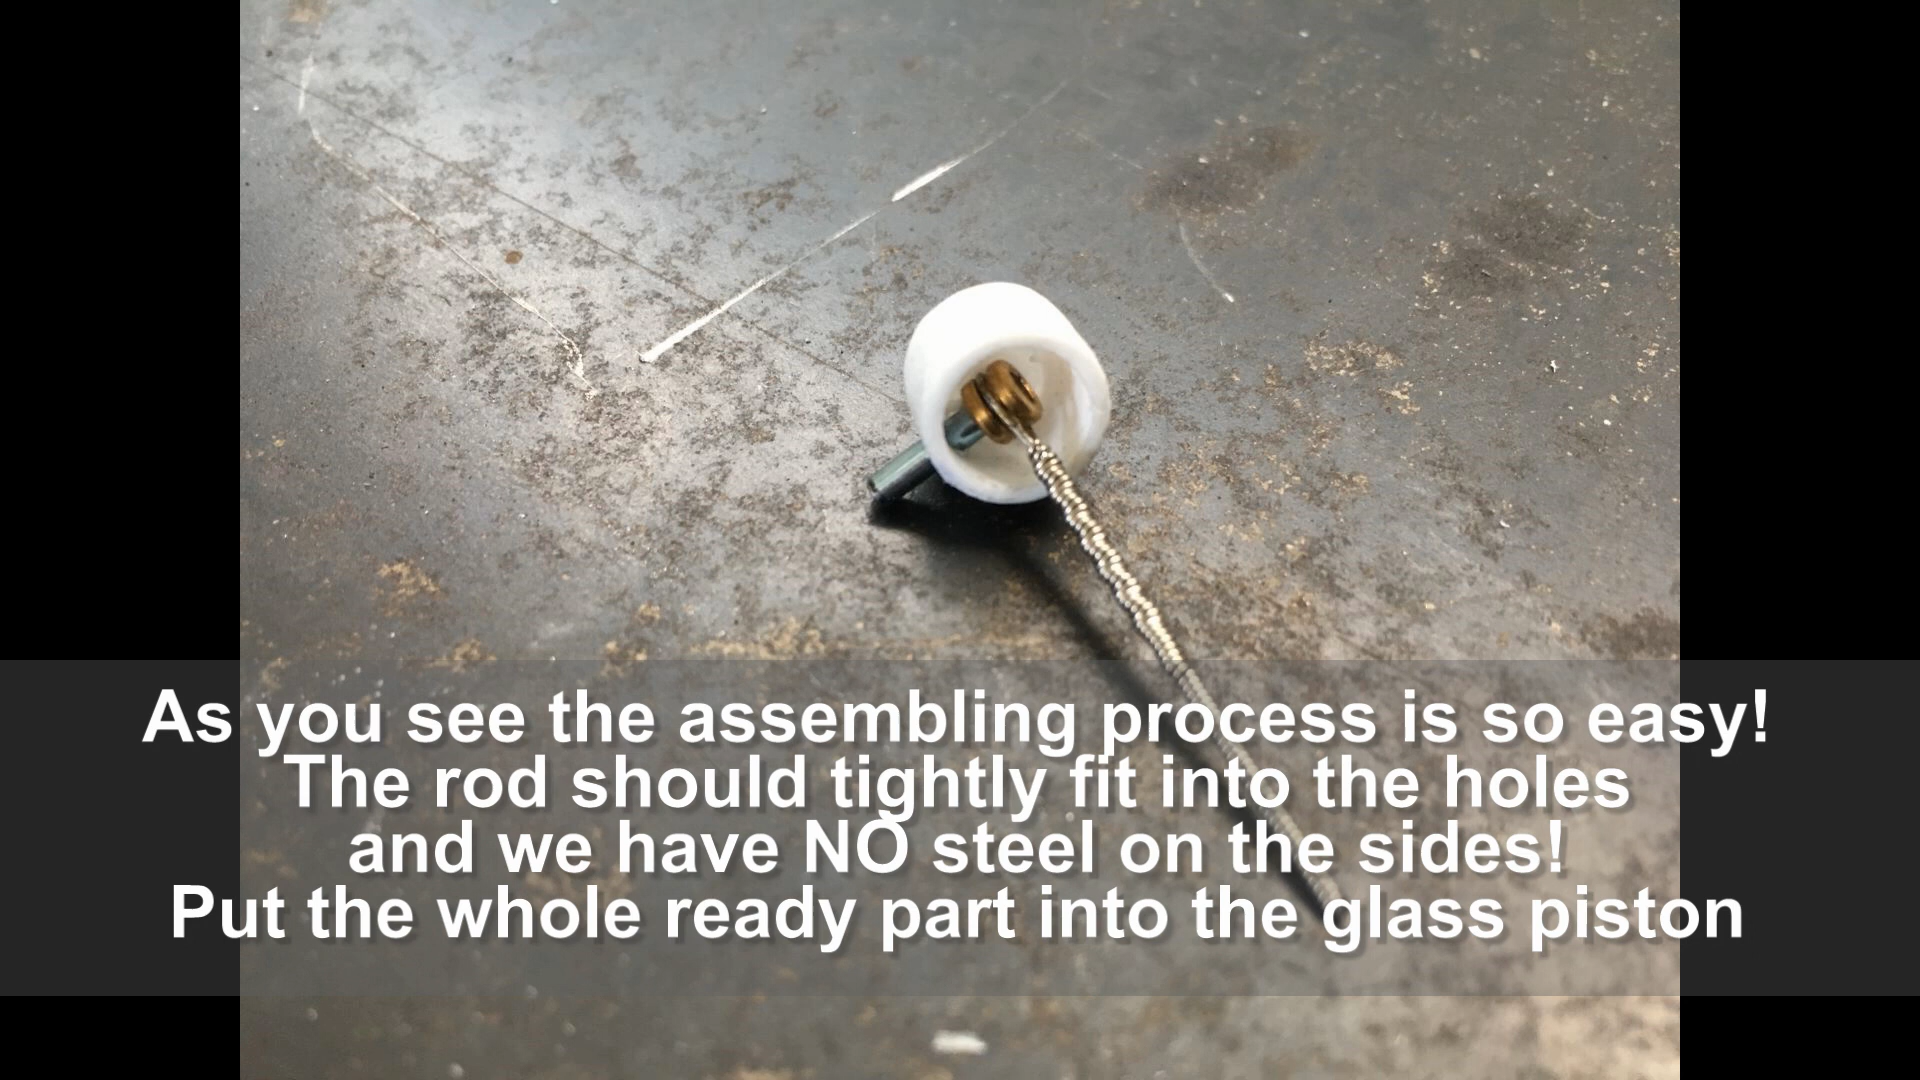 As you see the assembling process is so easy!
The rod should tightly fit into the holes
and we have NO steel on the sides!
Put the whole ready part into the glass piston